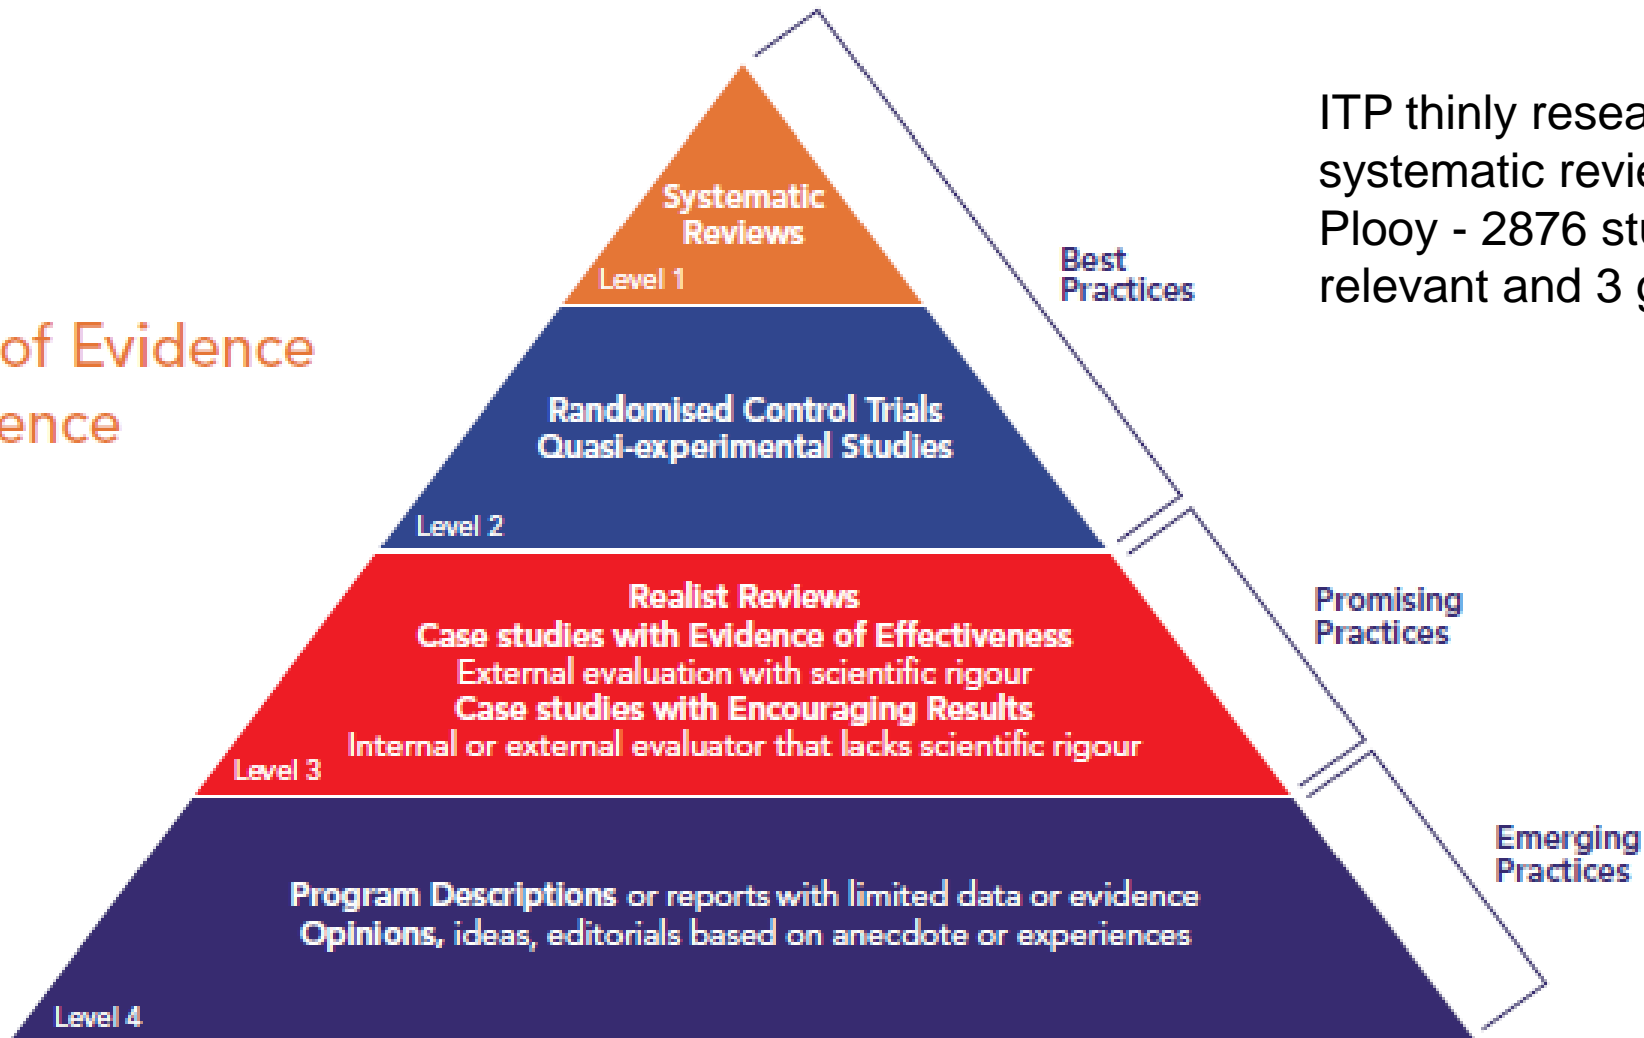 of Evidence
ence
Systematic
Reviews
Level 1
Randomised Control Trials
Quasi-experimental Studies
Level 2
Realist Reviews
Case studies with Evidence of Effectiveness
External evaluation with scientific rigour
Case studies with Encouraging Results
Internal or external evaluator that lacks scientific rigour
Level 3
Program Descriptions or reports with limited data or evidence
Opinions, ideas, editorials based on anecdote or experiences
Level 4
Best
Practices
Promising
Practices
Emerging
Practices
ITP thinly resea
systematic revie
Plooy - 2876 stu
relevant and 3 g